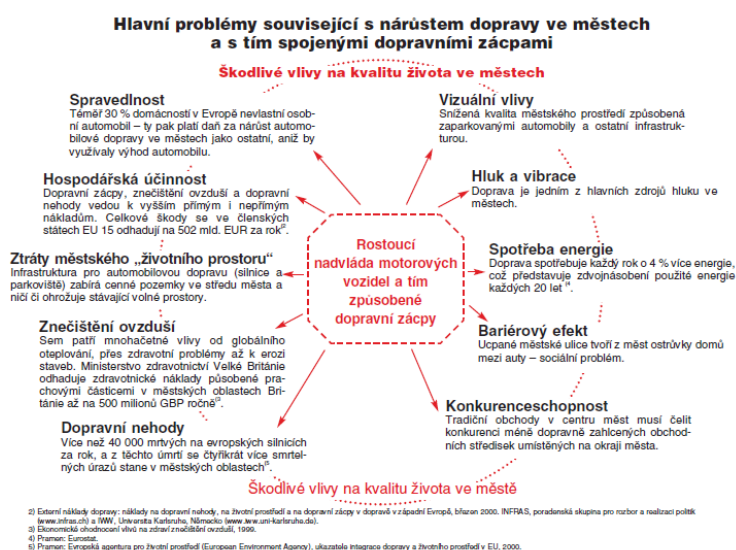 Hlavní problémy související s nárůstem dopravy ve městech
a s tím spojenými dopravními zácpami
Škodlivé vlivy na kvalitu života ve městech
Spravedlnost
Téměř 30 % domácností v Evropě nevlastní osob-
ní automobil – ty pak platí daň za nárůst automo-
bilové dopravy ve městech jako ostatní, aniž by
využívaly výhod automobilu.
Hospodářská účinnost
Dopravní zácpy, znečištění ovzduší a dopravní
nehody vedou k vyšším přímým i nepřímým
nákladům. Celkové škody se ve členských
státech EU 15 odhadují na 502 mld. EUR za rok².
Ztráty městského „životního prostoru“
Infrastruktura pro automobilovou dopravu (silnice a
parkoviště) zabírá cenné pozemky ve středu města a
ničí či ohrožuje stávající volné prostory.
Znečištění ovzduší
Sem patří mnohačetné vlivy od globálního
oteplování, přes zdravotní problémy až k erozi
staveb. Ministerstvo zdravotnictví Velké Británie
odhaduje zdravotnické náklady působené pra-
chovými částicemi v městských oblastech Bri-
tánie až na 500 milionů GBP ročně³.
Dopravní nehody
Více než 40 000 mrtvých na evropských silnicích
za rok, a z těchto úmrtí se čtyřikrát více smrtel-
ných úrazů stane v městských oblastech⁵.
Rostoucí
nadvláda motorových
vozidel a tím
způsobené
dopravní zácpy
Vizuální vlivy
Snížená kvalita městského prostředí způsobená
zaparkovanými automobily a ostatní infrastruk-
turou.
Hluk a vibrace
Doprava je jedním z hlavních zdrojů hluku ve
městech.
Spotřeba energie
Doprava spotřebuje každý rok o 4 % více energie,
což představuje zdvojnásobení použité energie
každých 20 let ⁴.
Bariérový efekt
Ucpané městské ulice tvoří z měst ostrůvky domů
mezi auty – sociální problém.
Konkurenceschopnost
Tradiční obchody v centru měst musí čelit
konkurenci méně dopravně zahlcených obchod-
ních středisek umístěných na okraji města.
Škodlivé vlivy na kvalitu života ve městě
2) Externí náklady dopravy: náklady na dopravní nehody, na životní prostředí a na dopravní zácpy v dopravě v západní Evropě, březen 2000. INFRAS, poradenská skupina pro rozbor a realizaci politik
(www.infras.ch) a IWW, Universita Karlsruhe, Německo (www.iww.uni-karlsruhe.de).
3) Ekonomické ohodnocení vlivů na zdraví znečištění ovzduší, 1999.
4) Pramen: Eurostat.
5) Pramen: Evropská agentura pro životní prostředí (European Environment Agency), ukazatele integrace dopravy a životního prostředí v EU, 2000.